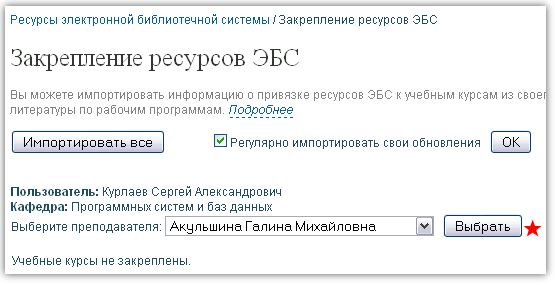 Ресурсы электронной библиотечной системы / Закрепление ресурсов ЭБС
Закрепление ресурсов ЭБС
Вы можете импортировать информацию о привязке ресурсов ЭБС к учебным курсам из своег
литературы по рабочим программам. Подробнее
Импортировать все Регулярно импортировать свои обновления OK
Пользователь: Курлаев Сергей Александрович
Кафедра: Программных систем и баз данных
Выберите преподавателя: Акульшина Галина Михайловна Выбрать
Учебные курсы не закреплены.